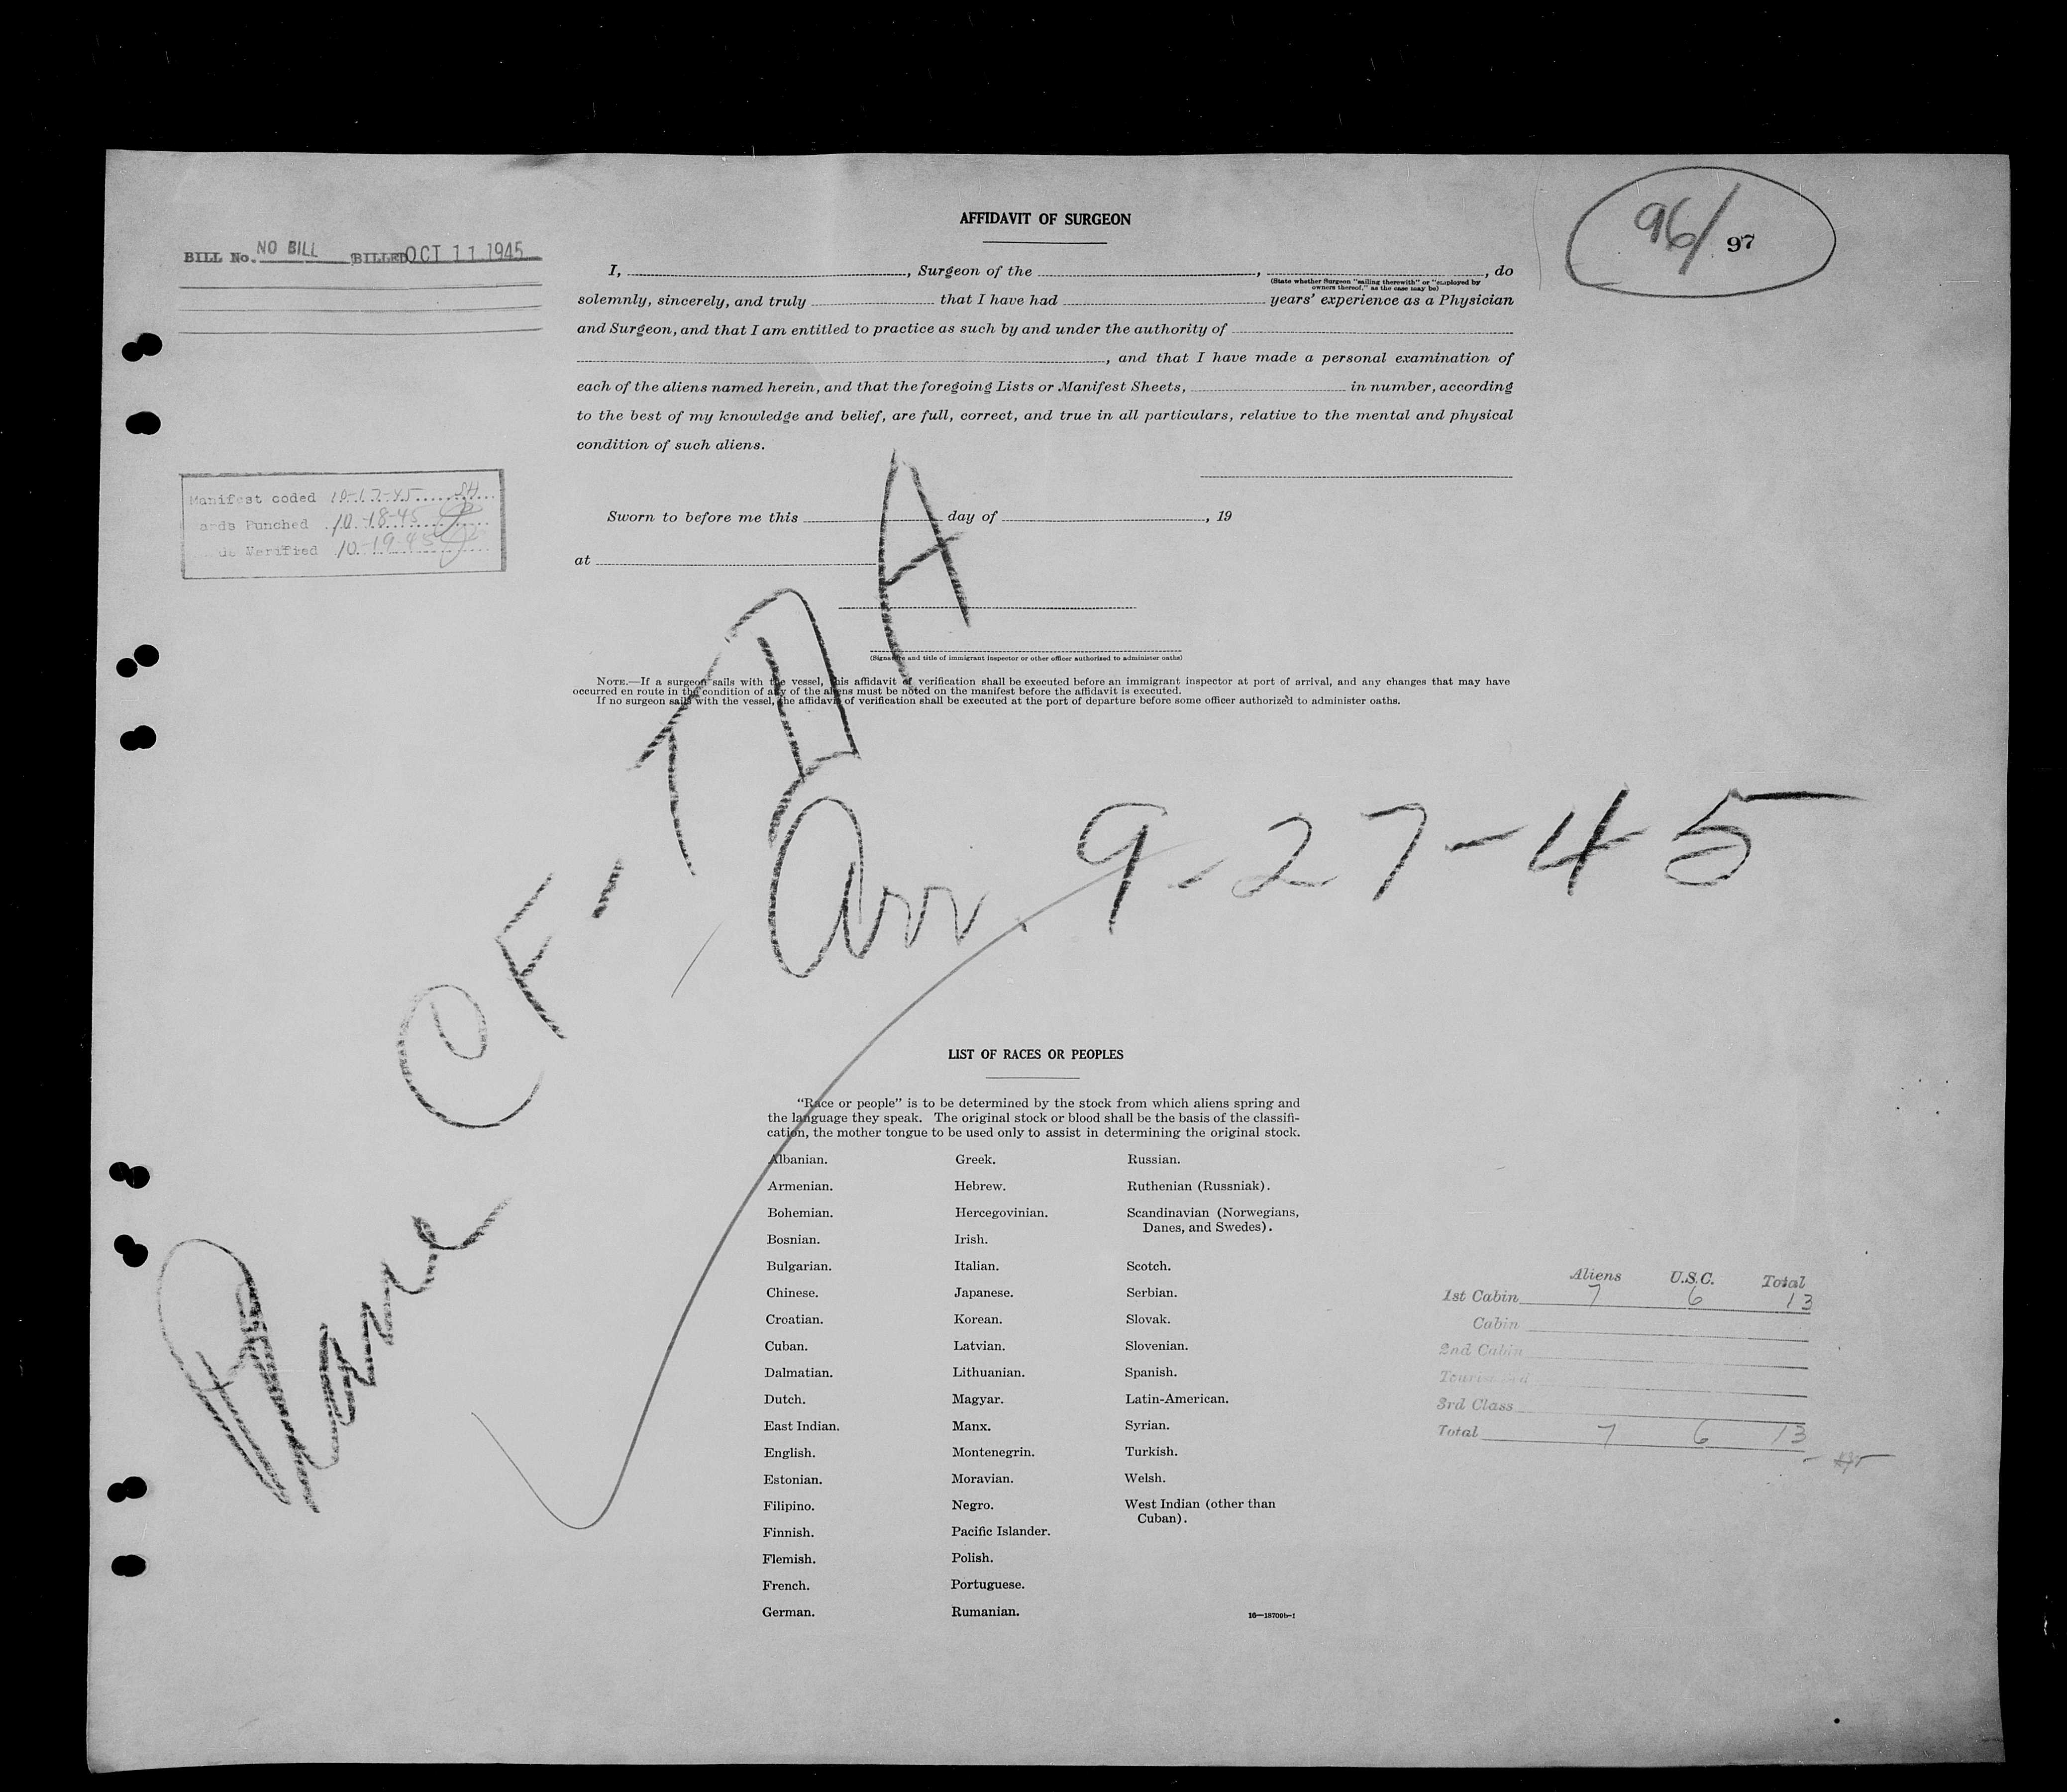 AFFIDAVIT OF SURGEON
96/ 97
BILL No. NO BILL BILLED OCT 11 1945
I, , Surgeon of the , , do
(State whether Surgeon "sailing therewith" or "employed by
owners thereof," as the case may be)
solemnly, sincerely, and truly that I have had years' experience as a Physician
and Surgeon, and that I am entitled to practice as such by and under the authority of
, and that I have made a personal examination of
each of the aliens named herein, and that the foregoing Lists or Manifest Sheets, in number, according
to the best of my knowledge and belief, are full, correct, and true in all particulars, relative to the mental and physical
condition of such aliens.
Manifest coded 10-17-45
ards Punched 10-18-45
ds Verified 10-19-45
Sworn to before me this day of , 19
at
(Signature and title of immigrant inspector or other officer authorized to administer oaths)
NOTE.—If a surgeon sails with the vessel, this affidavit of verification shall be executed before an immigrant inspector at port of arrival, and any changes that may have
occurred en route in the condition of any of the aliens must be noted on the manifest before the affidavit is executed.
If no surgeon sails with the vessel, the affidavit of verification shall be executed at the port of departure before some officer authorized to administer oaths.
Plane CF-TDA
Arr. 9-27-45
LIST OF RACES OR PEOPLES
"Race or people" is to be determined by the stock from which aliens spring and
the language they speak. The original stock or blood shall be the basis of the classifi-
cation, the mother tongue to be used only to assist in determining the original stock.
Albanian. Greek. Russian.
Armenian. Hebrew. Ruthenian (Russniak).
Bohemian. Hercegovinian. Scandinavian (Norwegians,
Danes, and Swedes).
Bosnian. Irish.
Bulgarian. Italian. Scotch.
Chinese. Japanese. Serbian.
Croatian. Korean. Slovak.
Cuban. Latvian. Slovenian.
Dalmatian. Lithuanian. Spanish.
Dutch. Magyar. Latin-American.
East Indian. Manx. Syrian.
English. Montenegrin. Turkish.
Estonian. Moravian. Welsh.
Filipino. Negro. West Indian (other than
Cuban).
Finnish. Pacific Islander.
Flemish. Polish.
French. Portuguese.
German. Rumanian.
16—18709b-1
Aliens U.S.C. Total
1st Cabin 7 6 13
Cabin
2nd Cabin
Tourist 3rd
3rd Class
Total 7 6 13